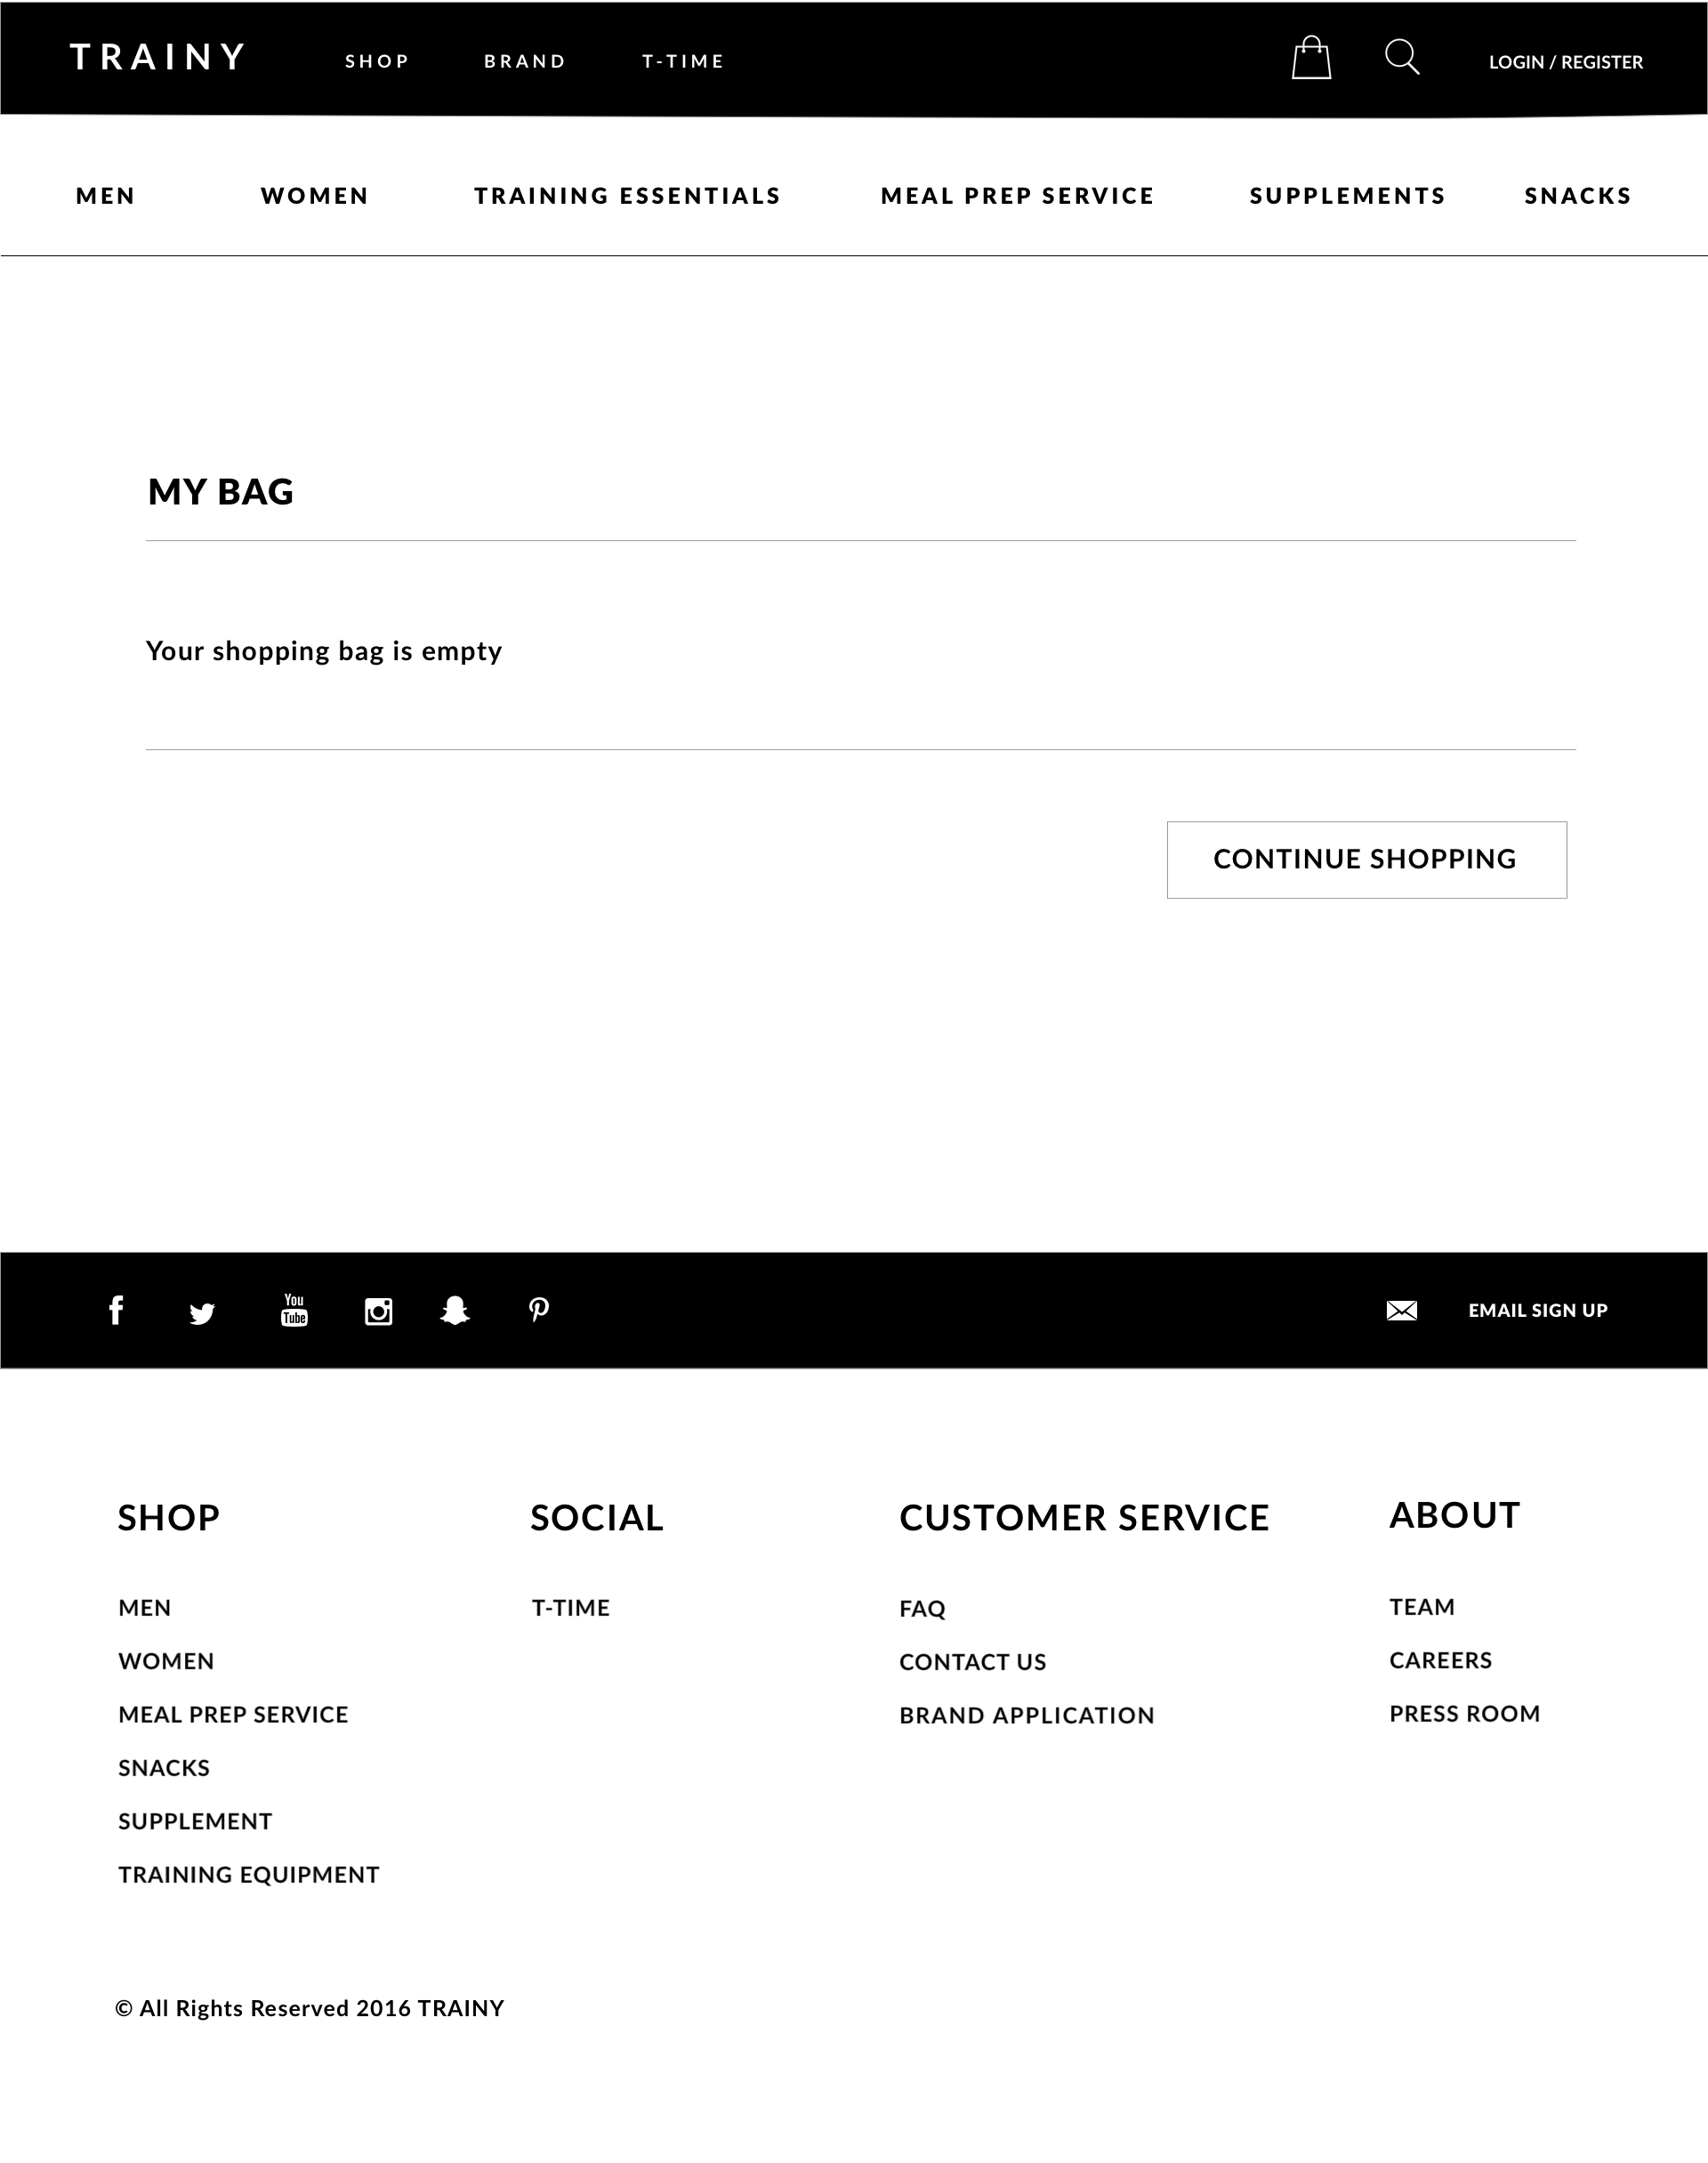 TRAINY SHOP BRAND T-TIME LOGIN / REGISTER
MEN WOMEN TRAINING ESSENTIALS MEAL PREP SERVICE SUPPLEMENTS SNACKS
MY BAG
Your shopping bag is empty
CONTINUE SHOPPING
You
Tube
EMAIL SIGN UP
SHOP
MEN
WOMEN
MEAL PREP SERVICE
SNACKS
SUPPLEMENT
TRAINING EQUIPMENT
SOCIAL
T-TIME
CUSTOMER SERVICE
FAQ
CONTACT US
BRAND APPLICATION
ABOUT
TEAM
CAREERS
PRESS ROOM
© All Rights Reserved 2016 TRAINY